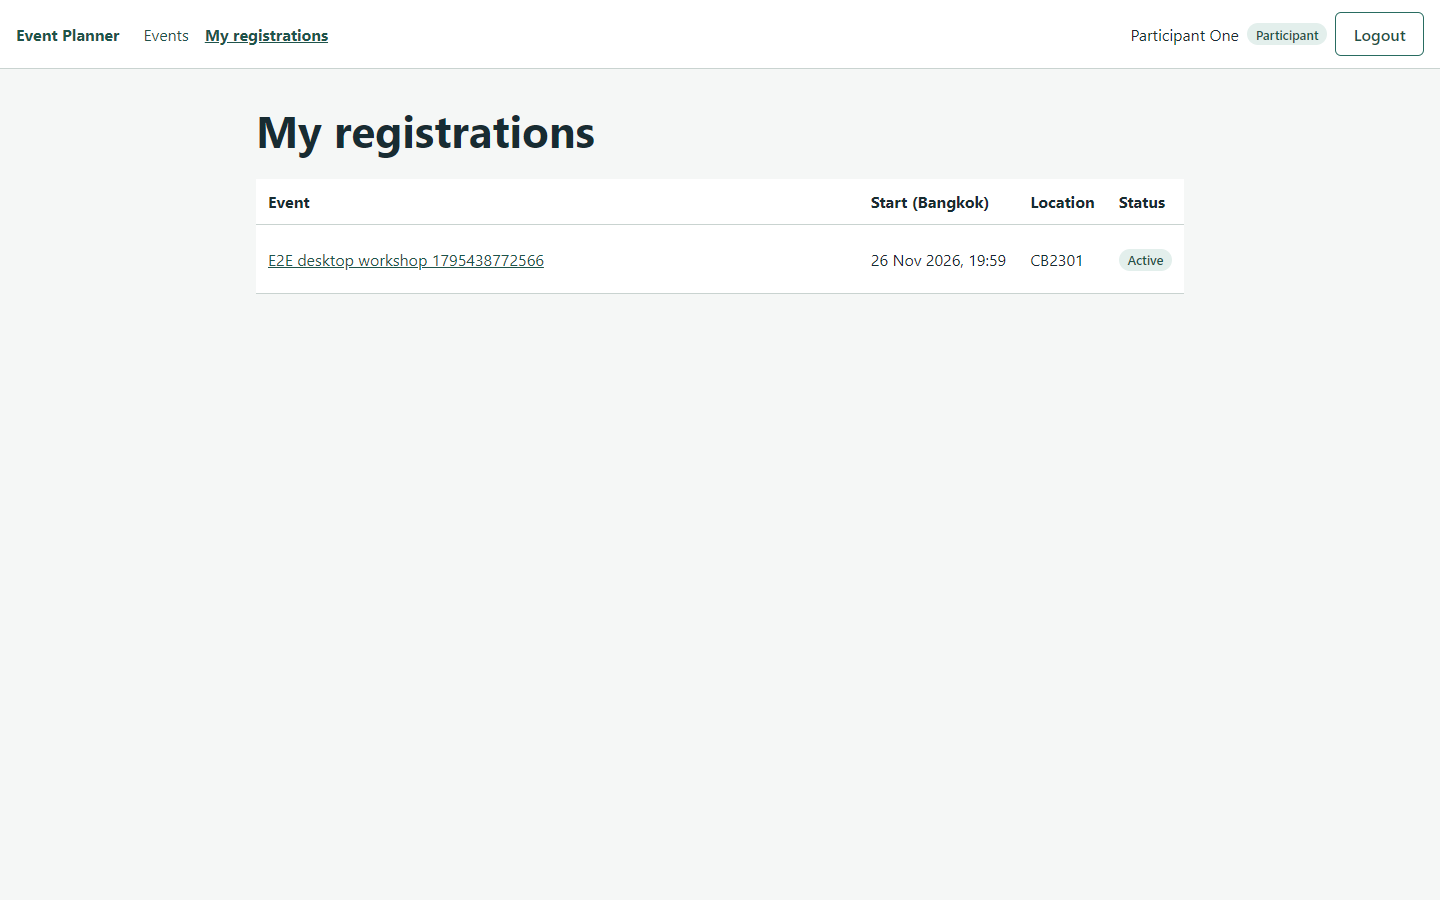 Event Planner Events My registrations Participant One Participant Logout
My registrations
Event Start (Bangkok) Location Status
E2E desktop workshop 1795438772566 26 Nov 2026, 19:59 CB2301 Active